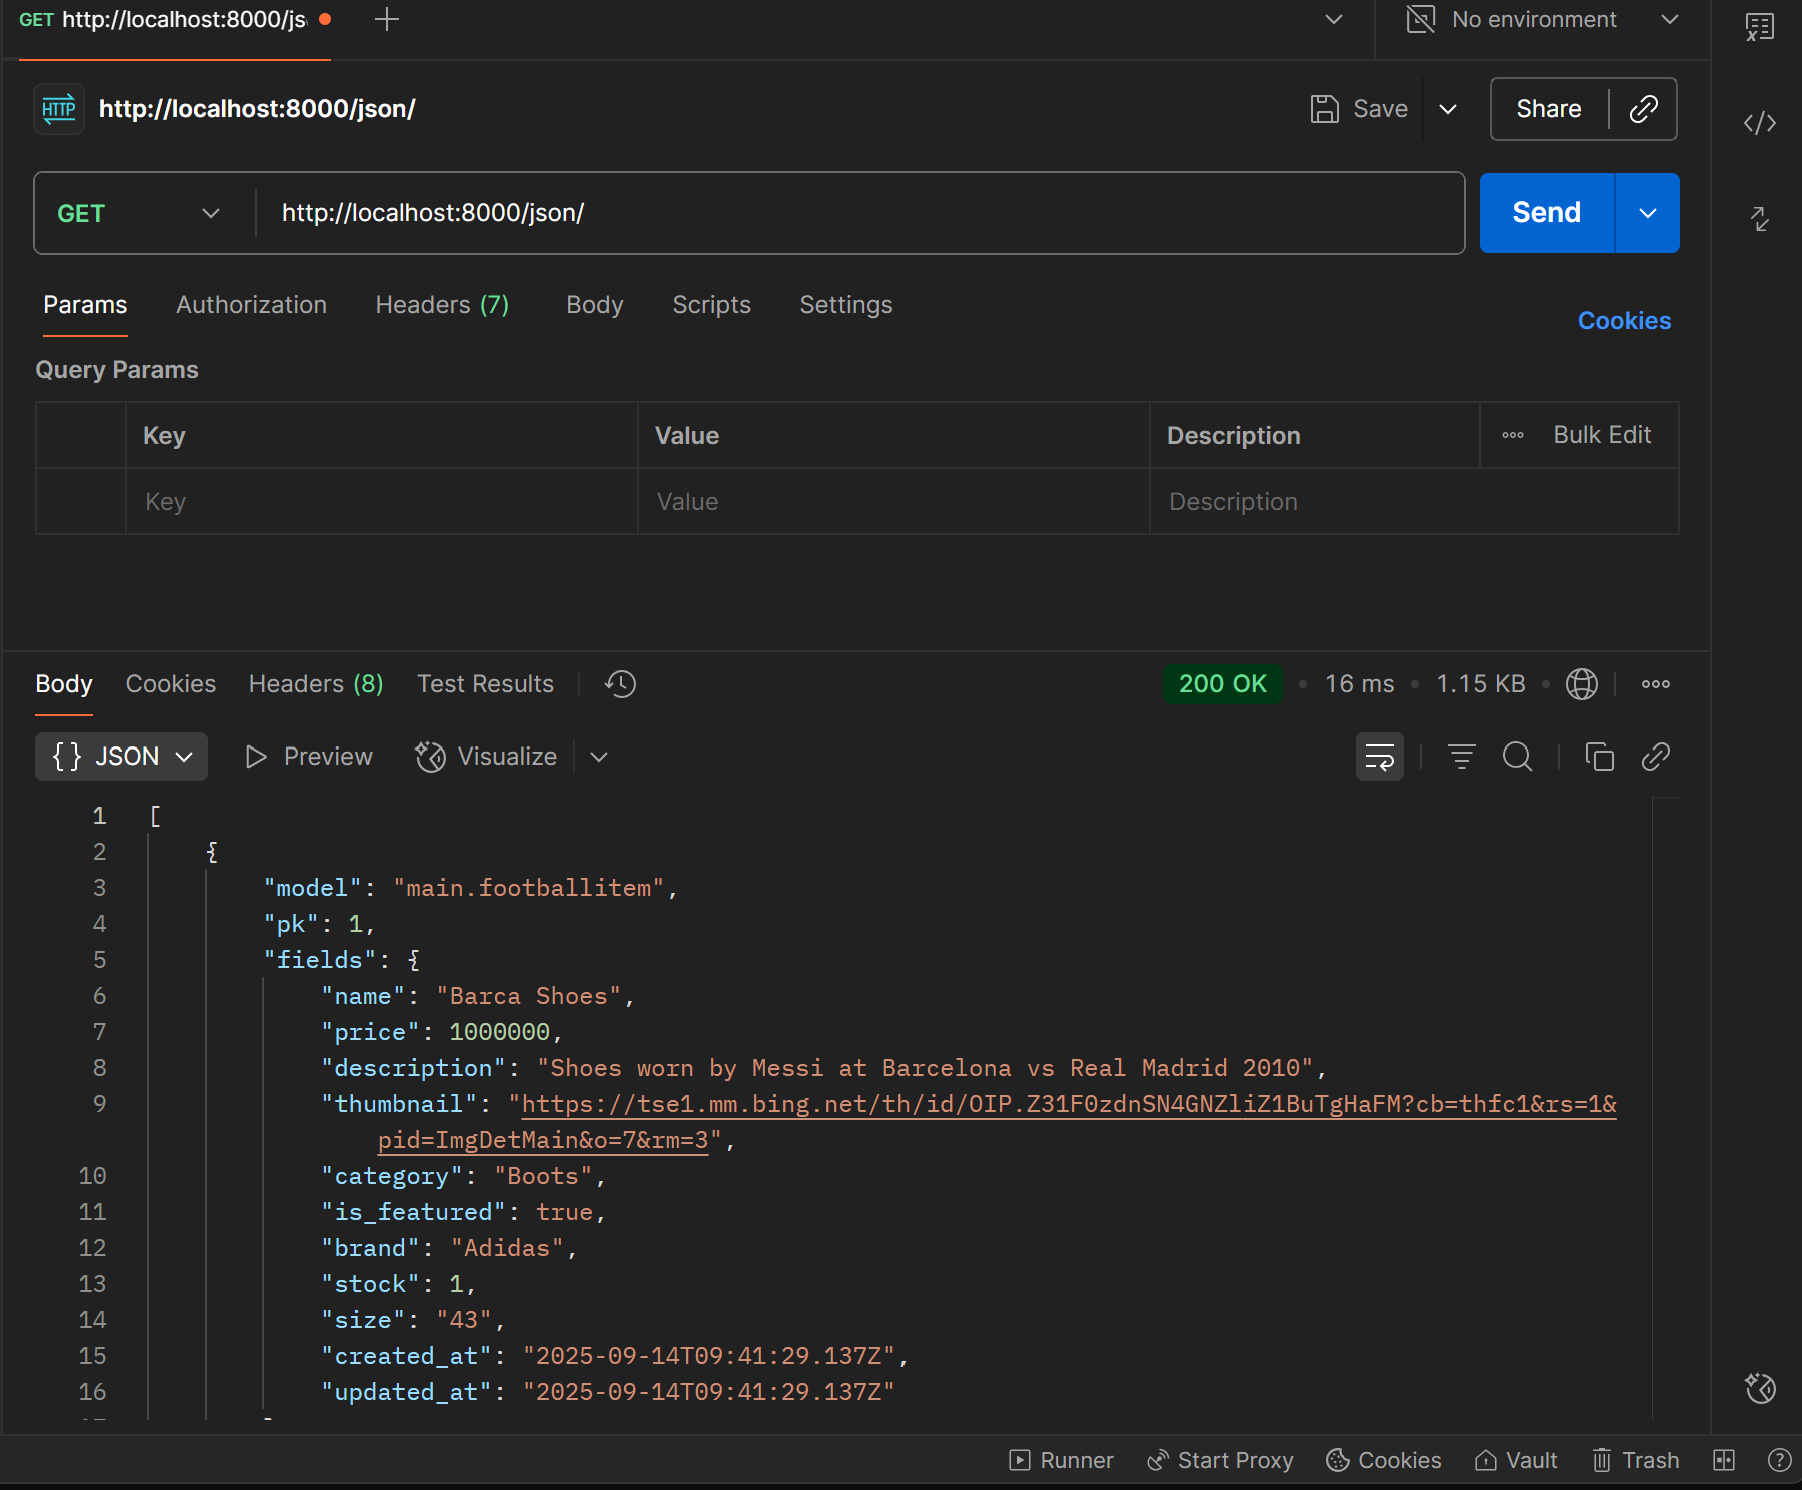 GET http://localhost:8000/js
No environment
HTTP http://localhost:8000/json/
Save
Share
GET http://localhost:8000/json/
Send
Params Authorization Headers (7) Body Scripts Settings
Cookies
Query Params
Key Value Description Bulk Edit
Key Value Description
Body Cookies Headers (8) Test Results
200 OK • 16 ms • 1.15 KB •
{} JSON Preview Visualize
1 [
2 {
3 "model": "main.footballitem",
4 "pk": 1,
5 "fields": {
6 "name": "Barca Shoes",
7 "price": 1000000,
8 "description": "Shoes worn by Messi at Barcelona vs Real Madrid 2010",
9 "thumbnail": "https://tse1.mm.bing.net/th/id/OIP.Z31F0zdnSN4GNZliZ1BuTgHaFM?cb=thfc1&rs=1&
pid=ImgDetMain&o=7&rm=3",
10 "category": "Boots",
11 "is_featured": true,
12 "brand": "Adidas",
13 "stock": 1,
14 "size": "43",
15 "created_at": "2025-09-14T09:41:29.137Z",
16 "updated_at": "2025-09-14T09:41:29.137Z"
Runner Start Proxy Cookies Vault Trash